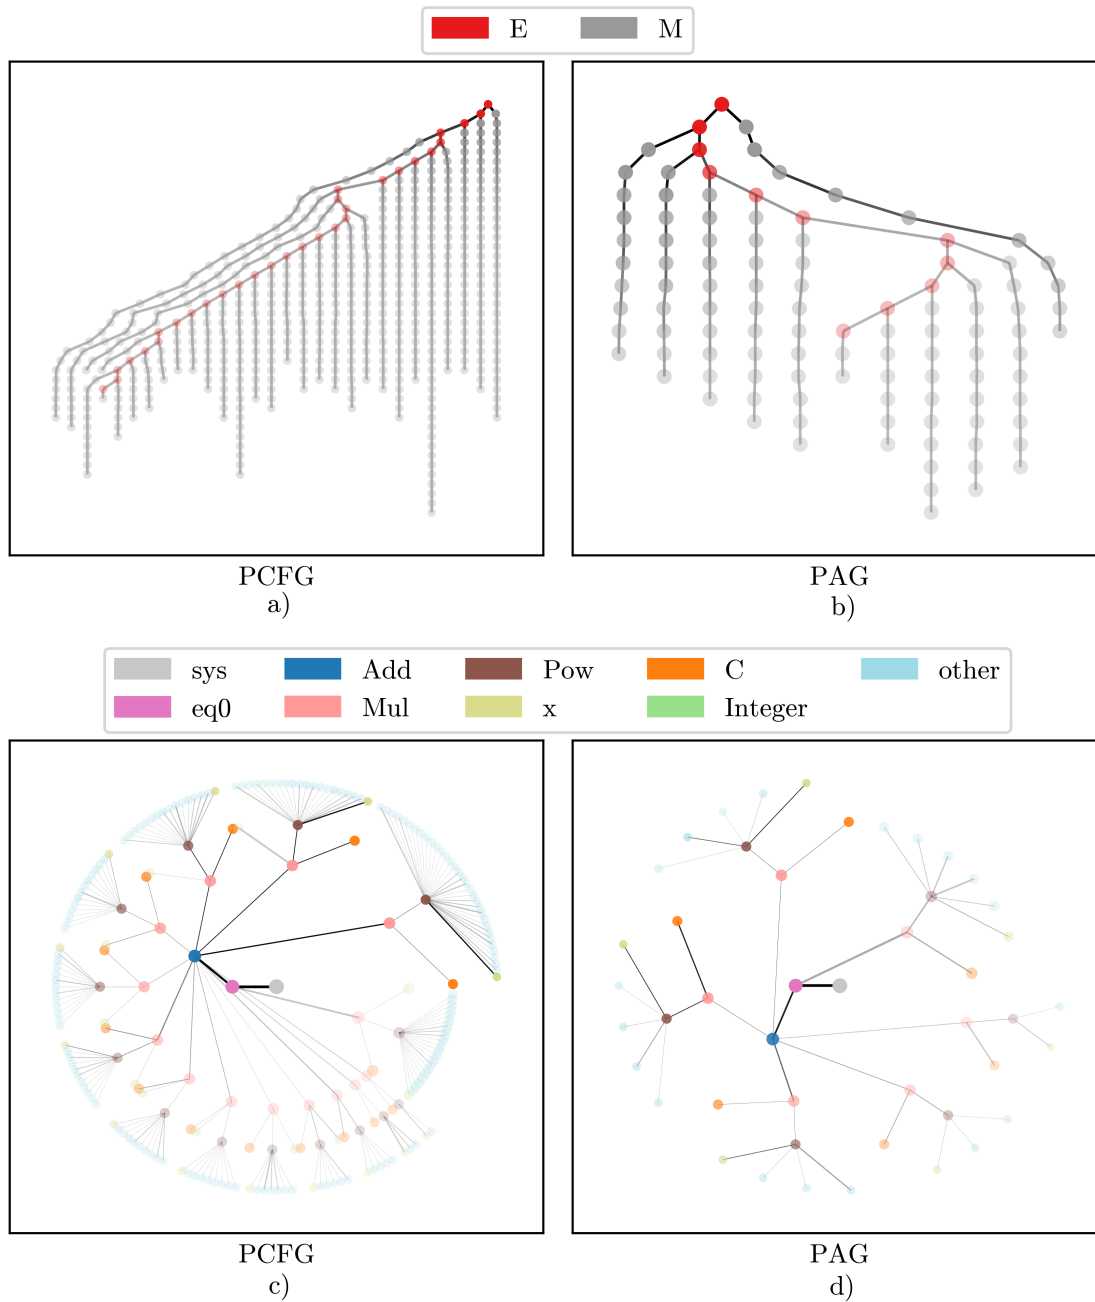 E M
PCFG PAG
a) b)
sys Add Pow C other
eq0 Mul x Integer
PCFG PAG
c) d)